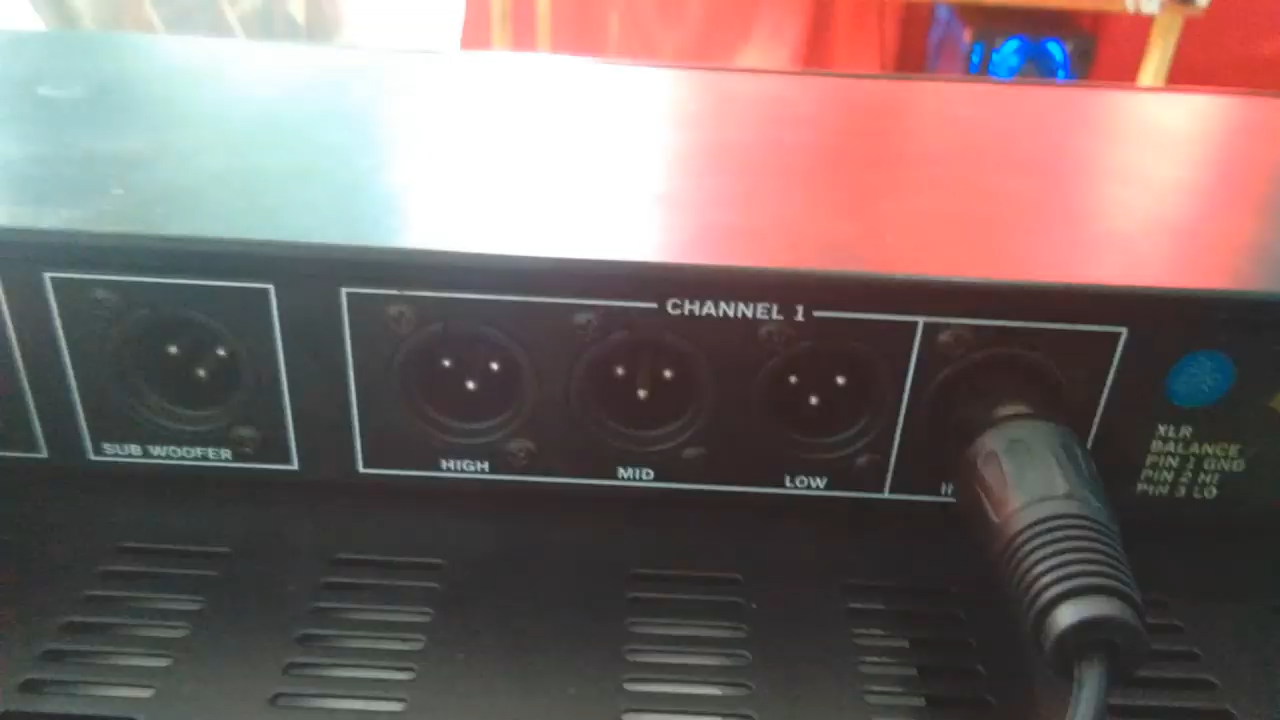 CHANNEL 1
SUB WOOFER
HIGH
MID
LOW
XLR
BALANCE
PIN 1 GND
PIN 2 HI
PIN 3 LO